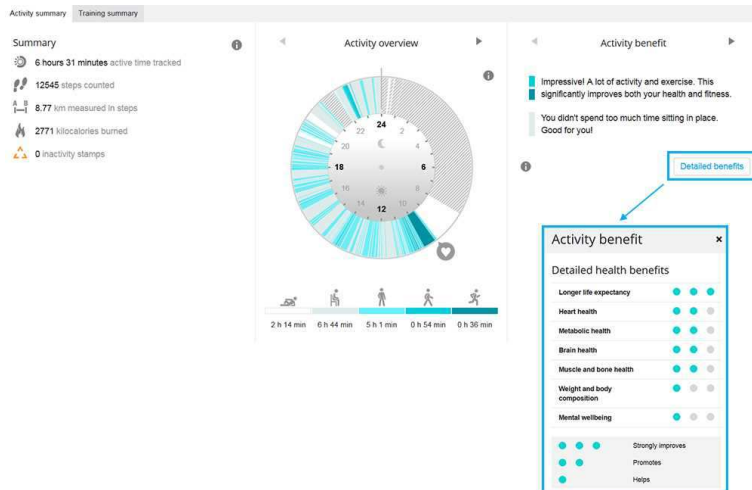 Activity summary
Training summary
Summary
6 hours 31 minutes active time tracked
12545 steps counted
A B
8.77 km measured in steps
2771 kilocalories burned
0 inactivity stamps
Activity overview
24
2
4
6
8
10
12
14
16
18
20
22
2 h 14 min
6 h 44 min
5 h 1 min
0 h 54 min
0 h 36 min
Activity benefit
Impressive! A lot of activity and exercise. This
significantly improves both your health and fitness.
You didn't spend too much time sitting in place.
Good for you!
Detailed benefits
Activity benefit
×
Detailed health benefits
Longer life expectancy
Heart health
Metabolic health
Brain health
Muscle and bone health
Weight and body
composition
Mental wellbeing
Strongly improves
Promotes
Helps